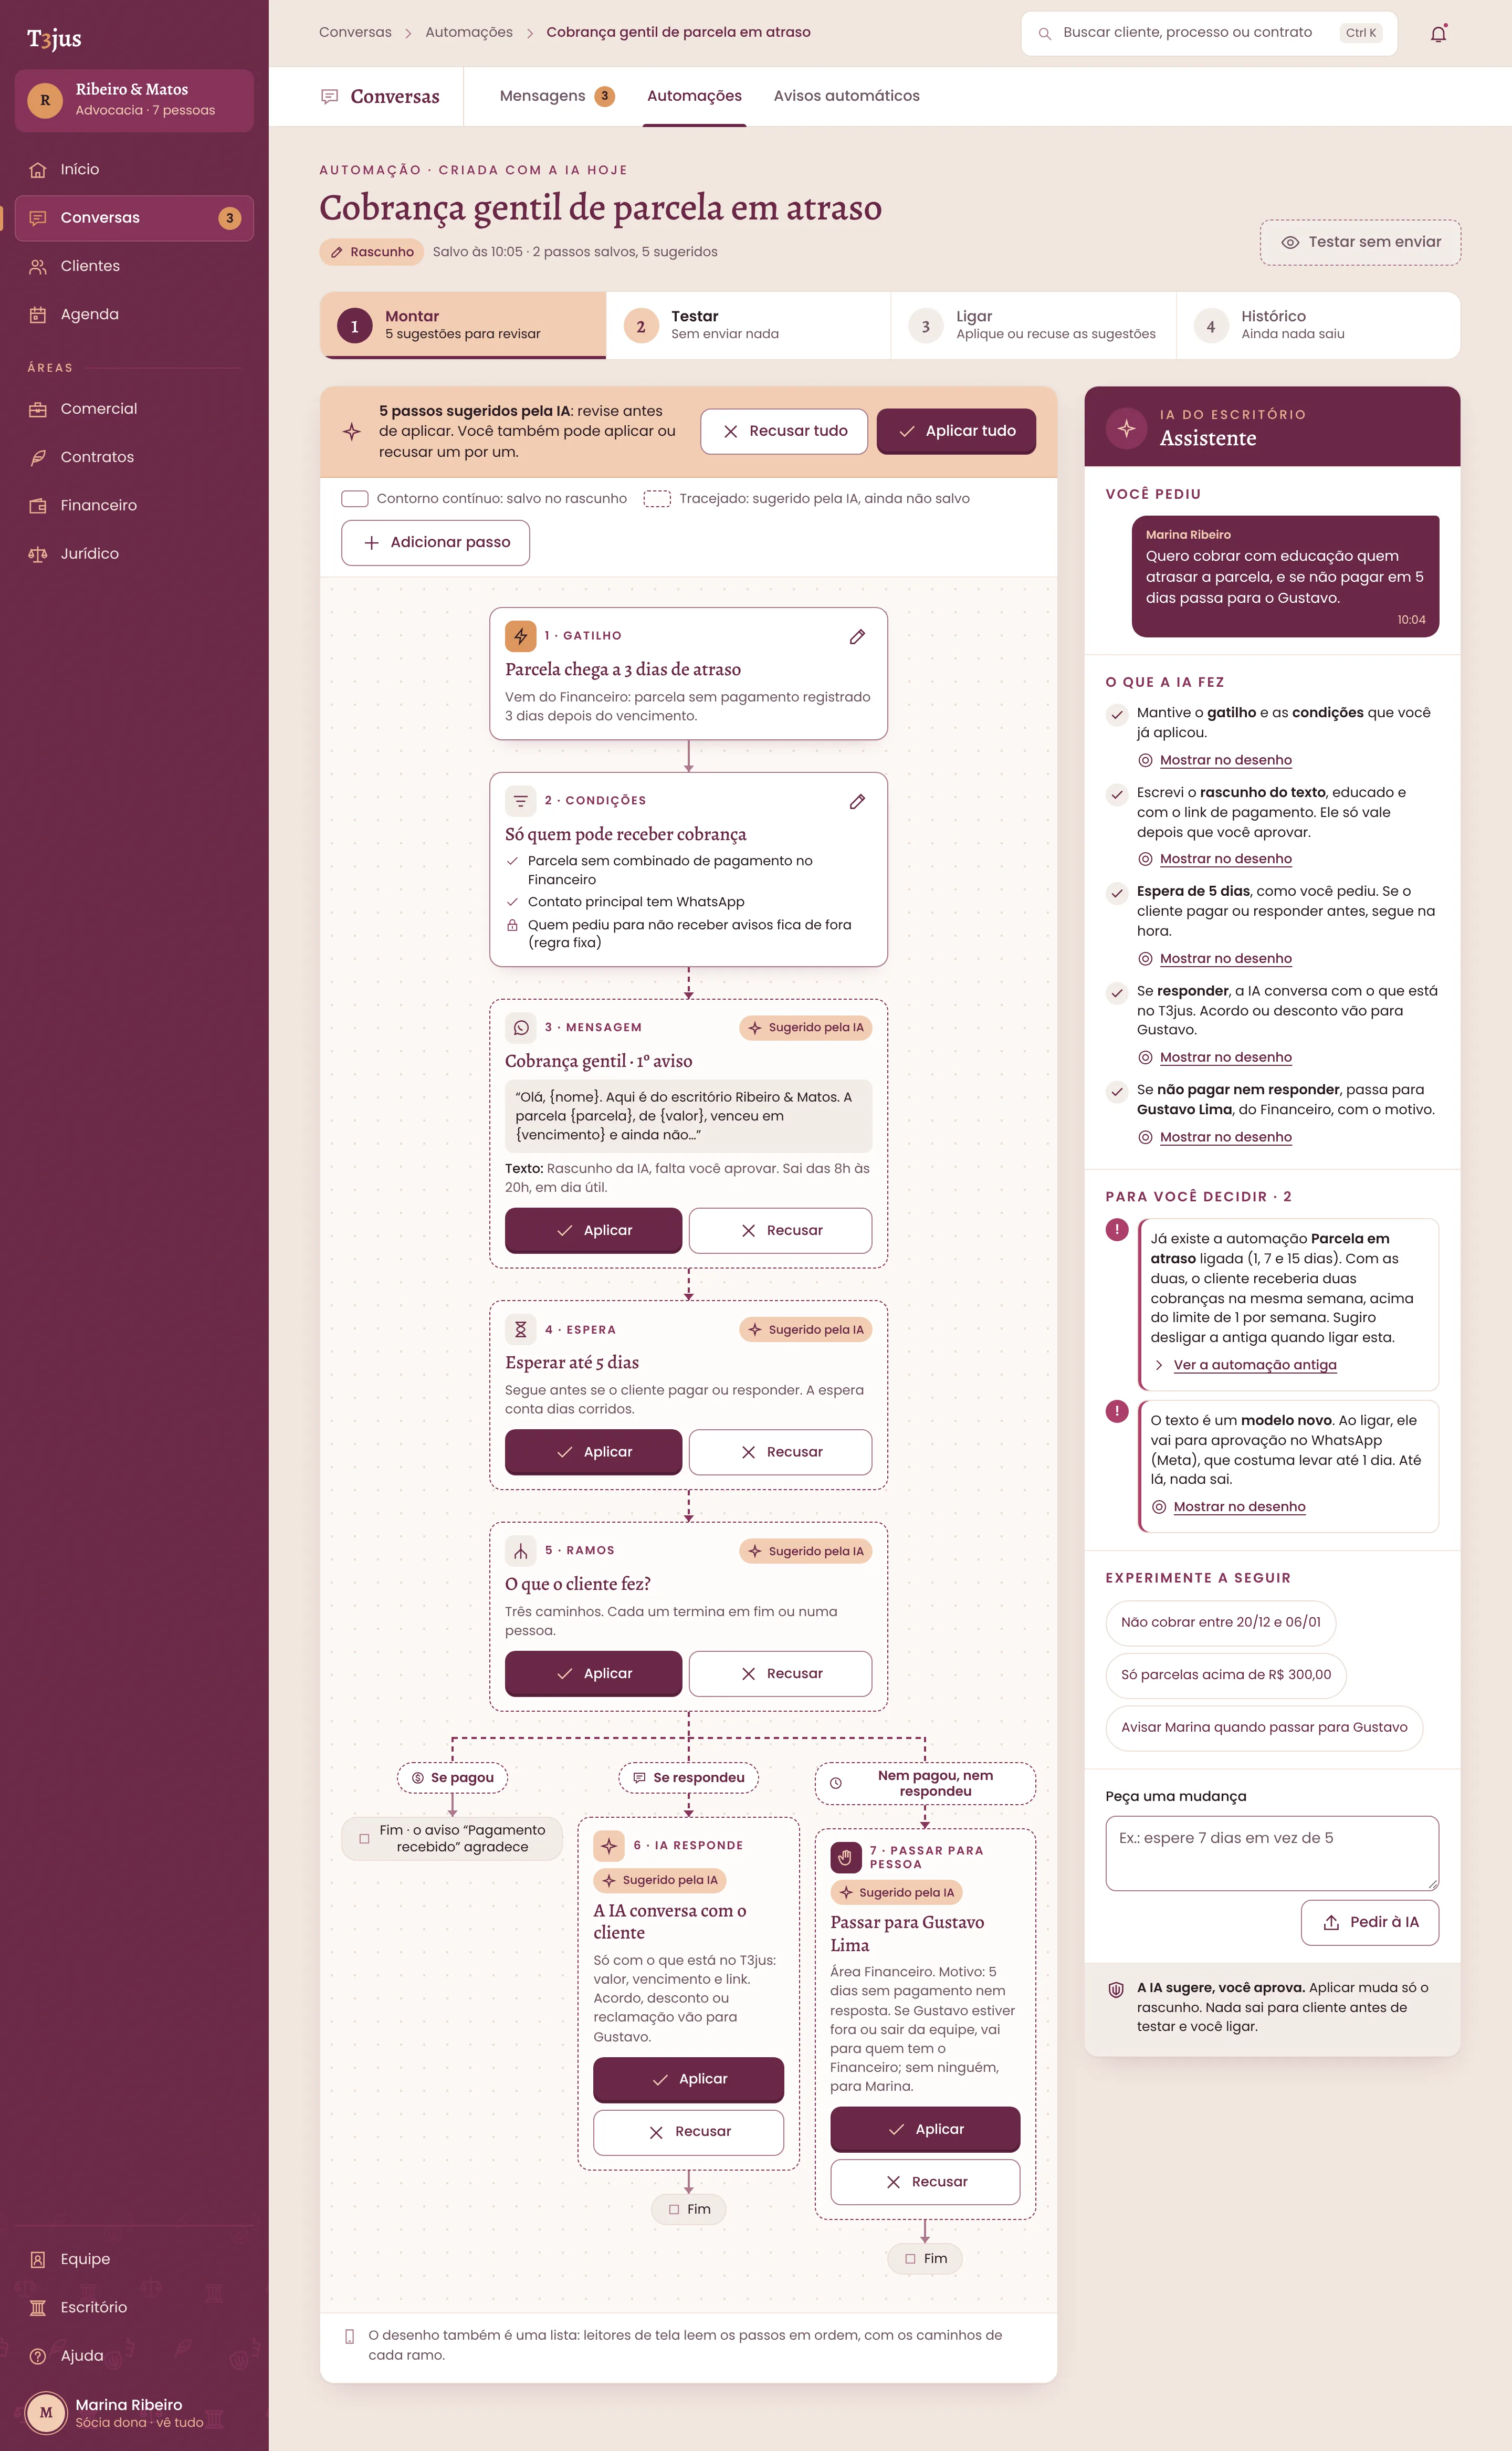 T3jus
R
Ribeiro & Matos
Advocacia · 7 pessoas
Início
Conversas
3
Clientes
Agenda
ÁREAS
Comercial
Contratos
Financeiro
Jurídico
Equipe
Escritório
Ajuda
M
Marina Ribeiro
Sócia dona · vê tudo
Conversas
Automações
Cobrança gentil de parcela em atraso
Buscar cliente, processo ou contrato
Ctrl K
Conversas
Mensagens 3
Automações
Avisos automáticos
AUTOMAÇÃO · CRIADA COM A IA HOJE
Cobrança gentil de parcela em atraso
Rascunho
Salvo às 10:05 · 2 passos salvos, 5 sugeridos
Testar sem enviar
1
Montar
5 sugestões para revisar
2
Testar
Sem enviar nada
3
Ligar
Aplique ou recuse as sugestões
4
Histórico
Ainda nada saiu
5 passos sugeridos pela IA: revise antes
de aplicar. Você também pode aplicar ou
recusar um por um.
Recusar tudo
Aplicar tudo
Contorno contínuo: salvo no rascunho
Tracejado: sugerido pela IA, ainda não salvo
Adicionar passo
1 · GATILHO
Parcela chega a 3 dias de atraso
Vem do Financeiro: parcela sem pagamento registrado
3 dias depois do vencimento.
2 · CONDIÇÕES
Só quem pode receber cobrança
Parcela sem combinado de pagamento no
Financeiro
Contato principal tem WhatsApp
Quem pediu para não receber avisos fica de fora
(regra fixa)
3 · MENSAGEM
Sugerido pela IA
Cobrança gentil · 1º aviso
“Olá, {nome}. Aqui é do escritório Ribeiro & Matos. A
parcela {parcela}, de {valor}, venceu em
{vencimento} e ainda não…”
Texto: Rascunho da IA, falta você aprovar. Sai das 8h às
20h, em dia útil.
Aplicar
Recusar
4 · ESPERA
Sugerido pela IA
Esperar até 5 dias
Segue antes se o cliente pagar ou responder. A espera
conta dias corridos.
Aplicar
Recusar
5 · RAMOS
Sugerido pela IA
O que o cliente fez?
Três caminhos. Cada um termina em fim ou numa
pessoa.
Aplicar
Recusar
Se pagou
Fim · o aviso “Pagamento
recebido” agradece
Se respondeu
6 · IA RESPONDE
Sugerido pela IA
A IA conversa com o
cliente
Só com o que está no T3jus:
valor, vencimento e link.
Acordo, desconto ou
reclamação vão para
Gustavo.
Aplicar
Recusar
Fim
Nem pagou, nem
respondeu
7 · PASSAR PARA
PESSOA
Sugerido pela IA
Passar para Gustavo
Lima
Área Financeiro. Motivo: 5
dias sem pagamento nem
resposta. Se Gustavo estiver
fora ou sair da equipe, vai
para quem tem o
Financeiro; sem ninguém,
para Marina.
Aplicar
Recusar
Fim
O desenho também é uma lista: leitores de tela leem os passos em ordem, com os caminhos de
cada ramo.
IA DO ESCRITÓRIO
Assistente
VOCÊ PEDIU
Marina Ribeiro
Quero cobrar com educação quem
atrasar a parcela, e se não pagar em 5
dias passa para o Gustavo.
10:04
O QUE A IA FEZ
Mantive o gatilho e as condições que você
já aplicou.
Mostrar no desenho
Escrevi o rascunho do texto, educado e
com o link de pagamento. Ele só vale
depois que você aprovar.
Mostrar no desenho
Espera de 5 dias, como você pediu. Se o
cliente pagar ou responder antes, segue na
hora.
Mostrar no desenho
Se responder, a IA conversa com o que está
no T3jus. Acordo ou desconto vão para
Gustavo.
Mostrar no desenho
Se não pagar nem responder, passa para
Gustavo Lima, do Financeiro, com o motivo.
Mostrar no desenho
PARA VOCÊ DECIDIR · 2
!
Já existe a automação Parcela em
atraso ligada (1, 7 e 15 dias). Com as
duas, o cliente receberia duas
cobranças na mesma semana, acima
do limite de 1 por semana. Sugiro
desligar a antiga quando ligar esta.
Ver a automação antiga
!
O texto é um modelo novo. Ao ligar, ele
vai para aprovação no WhatsApp
(Meta), que costuma levar até 1 dia. Até
lá, nada sai.
Mostrar no desenho
EXPERIMENTE A SEGUIR
Não cobrar entre 20/12 e 06/01
Só parcelas acima de R$ 300,00
Avisar Marina quando passar para Gustavo
Peça uma mudança
Ex.: espere 7 dias em vez de 5
Pedir à IA
A IA sugere, você aprova. Aplicar muda só o
rascunho. Nada sai para cliente antes de
testar e você ligar.